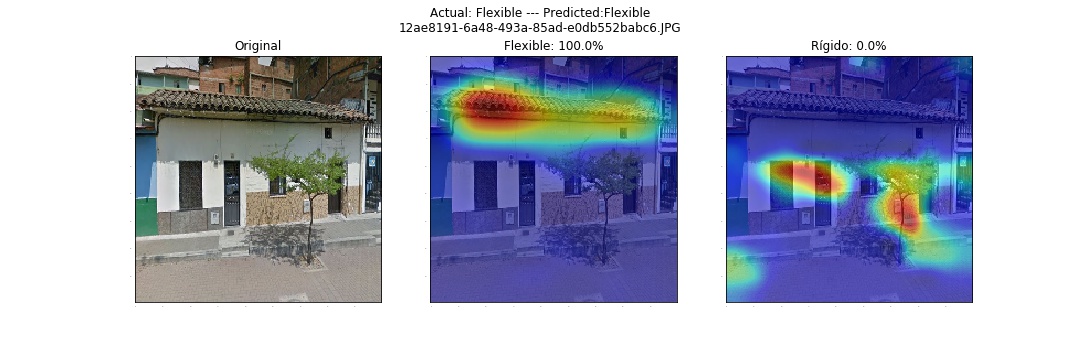 Actual: Flexible --- Predicted:Flexible
12ae8191-6a48-493a-85ad-e0db552babc6.JPG
Original
Flexible: 100.0%
Rígido: 0.0%